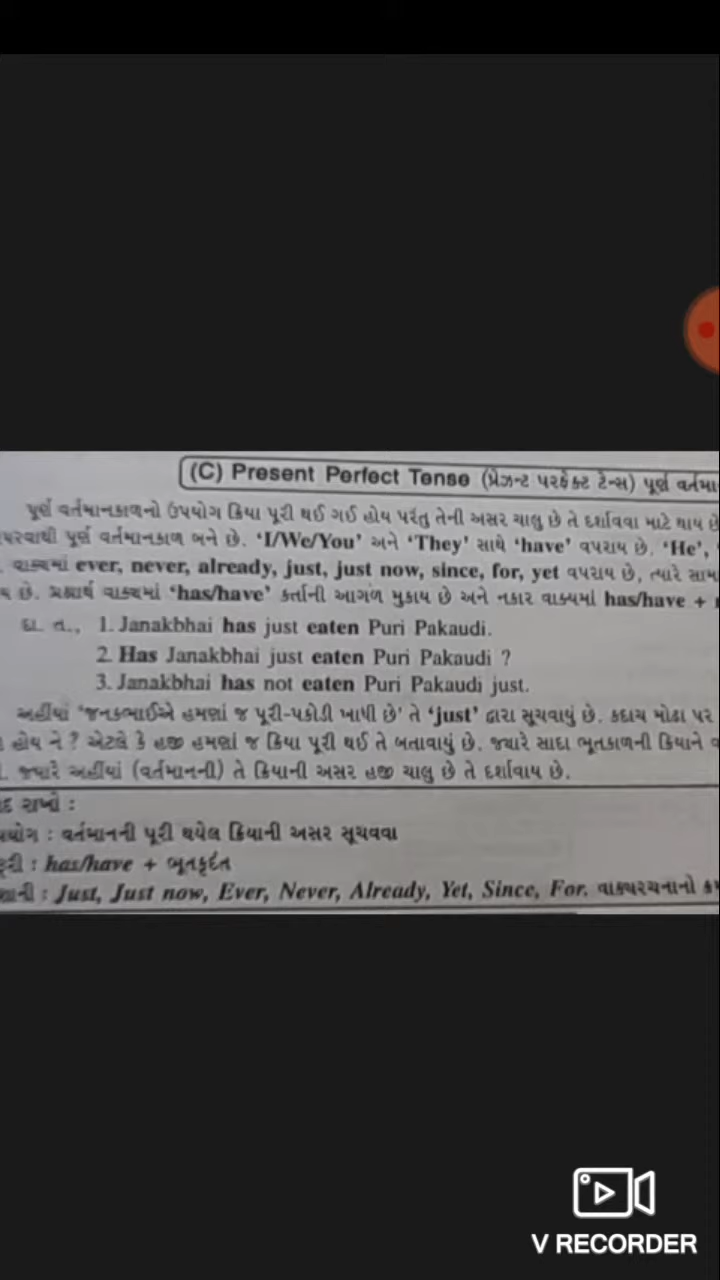 (C) Present Perfect Tense (પ્રેઝન્ટ પરફેક્ટ ટેન્સ) પૂર્ણ
પૂર્ણ વર્તમાનકાળનો ઉપયોગ ક્રિયા પૂરી થઈ ગઈ હોય પરંતુ તેની અસર ચાલુ છે તે દર્શાવવા માટે થાય છે
પૂર્ણ વર્તમાનકાળ બને છે. ‘I/We/You’ અને ‘They’ સાથે ‘have’ વપરાય છે. ‘He’,
વાક્યમાં ever, never, already, just, just now, since, for, yet વપરાય છે, ત્યારે
છે. પ્રશ્નાર્થ વાક્યમાં ‘has/have’ કર્તાની આગળ મુકાય છે અને નકાર વાક્યમાં has/have +
દા. ત., 1. Janakbhai has just eaten Puri Pakaudi.
2. Has Janakbhai just eaten Puri Pakaudi ?
3. Janakbhai has not eaten Puri Pakaudi just.
અહીંયાં ‘જનકભાઈએ હમણાં જ પૂરી-પકોડી ખાધી છે’ તે ‘just’ દ્વારા સૂચવાયું છે. કદાચ મોઢા પર
હોય ને ? એટલે કે હજી હમણાં જ ક્રિયા પૂરી થઈ તે બતાવાયું છે. જ્યારે સાદા ભૂતકાળની ક્રિયાને
જ્યારે અહીંયાં (વર્તમાનની) તે ક્રિયાની અસર હજી ચાલુ છે તે દર્શાવાય છે.
રાખો :
: વર્તમાનની પૂરી થયેલ ક્રિયાની અસર સૂચવવા
: has/have + ભૂતકૃદંત
: Just, Just now, Ever, Never, Already, Yet, Since, For. વાક્યરચનાનો
V RECORDER